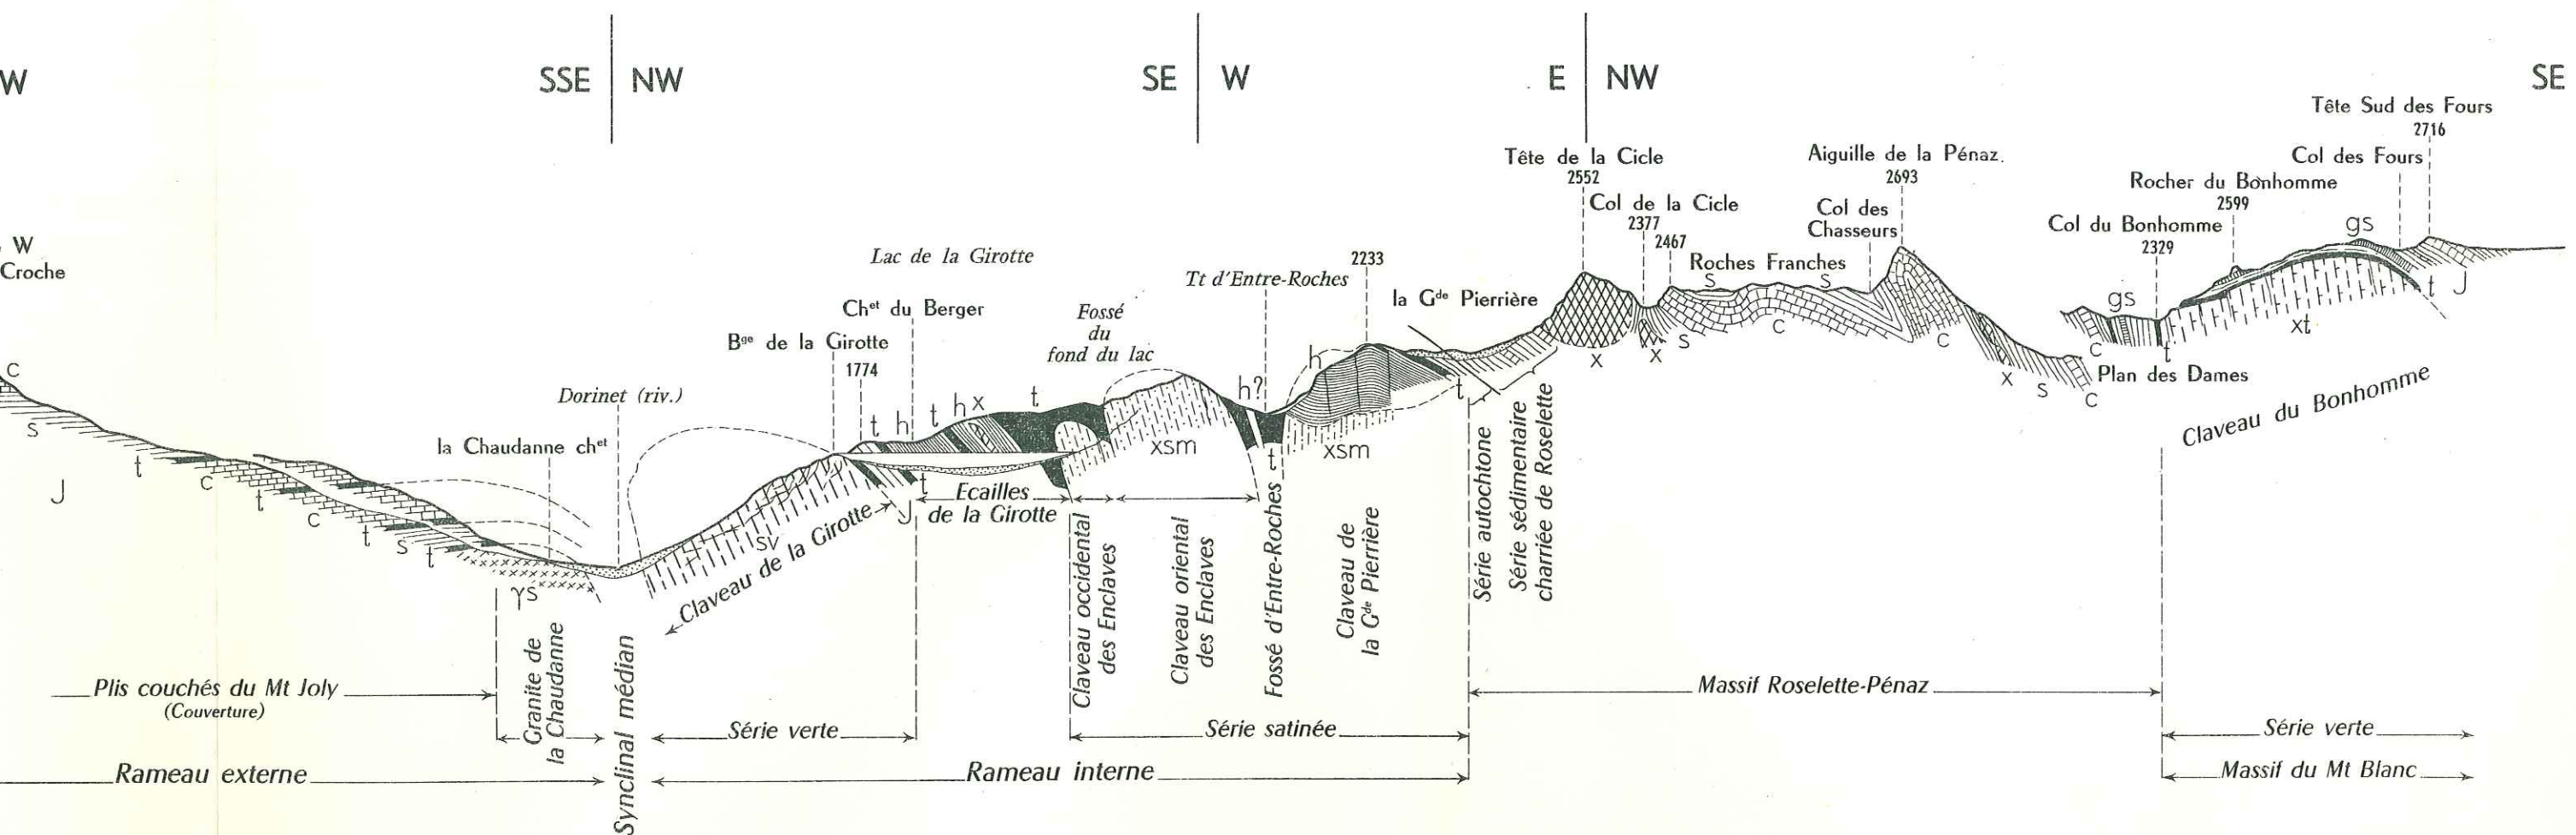 W
SSE
NW
SE
W
E
NW
SE
Tête Sud des Fours
2716
Tête de la Cicle
2552
Aiguille de la Pénaz.
2693
Col des Fours
Rocher du Bonhomme
2599
Col de la Cicle
2377
2467
Col des
Chasseurs
Col du Bonhomme
2329
gs
W
Croche
Lac de la Girotte
Tt d'Entre-Roches
2233
Roches Franches
la Gde Pierrière
Chet du Berger
Fossé
du
fond du lac
Bge de la Girotte
1774
Dorinet (riv.)
la Chaudanne chet
c
s
J
t
c
t
c
t
s
t
γs
sv
t
h
t
h
x
t
t
J
xsm
h?
t
h
xsm
t
x
x
s
s
c
s
c
x
s
c
c
gs
t
xt
t
J
Plan des Dames
Claveau du Bonhomme
Claveau de la Girotte
Ecailles
de la Girotte
Claveau occidental
des Enclaves
Claveau oriental
des Enclaves
Fossé d'Entre-Roches
Claveau de
la Gde Pierrière
Série autochtone
Série sédimentaire
charriée de Roselette
Plis couchés du Mt Joly
(Couverture)
Granite de
la Chaudanne
Synclinal médian
Série verte
Série satinée
Massif Roselette-Pénaz
Série verte
Rameau externe
Rameau interne
Massif du Mt Blanc